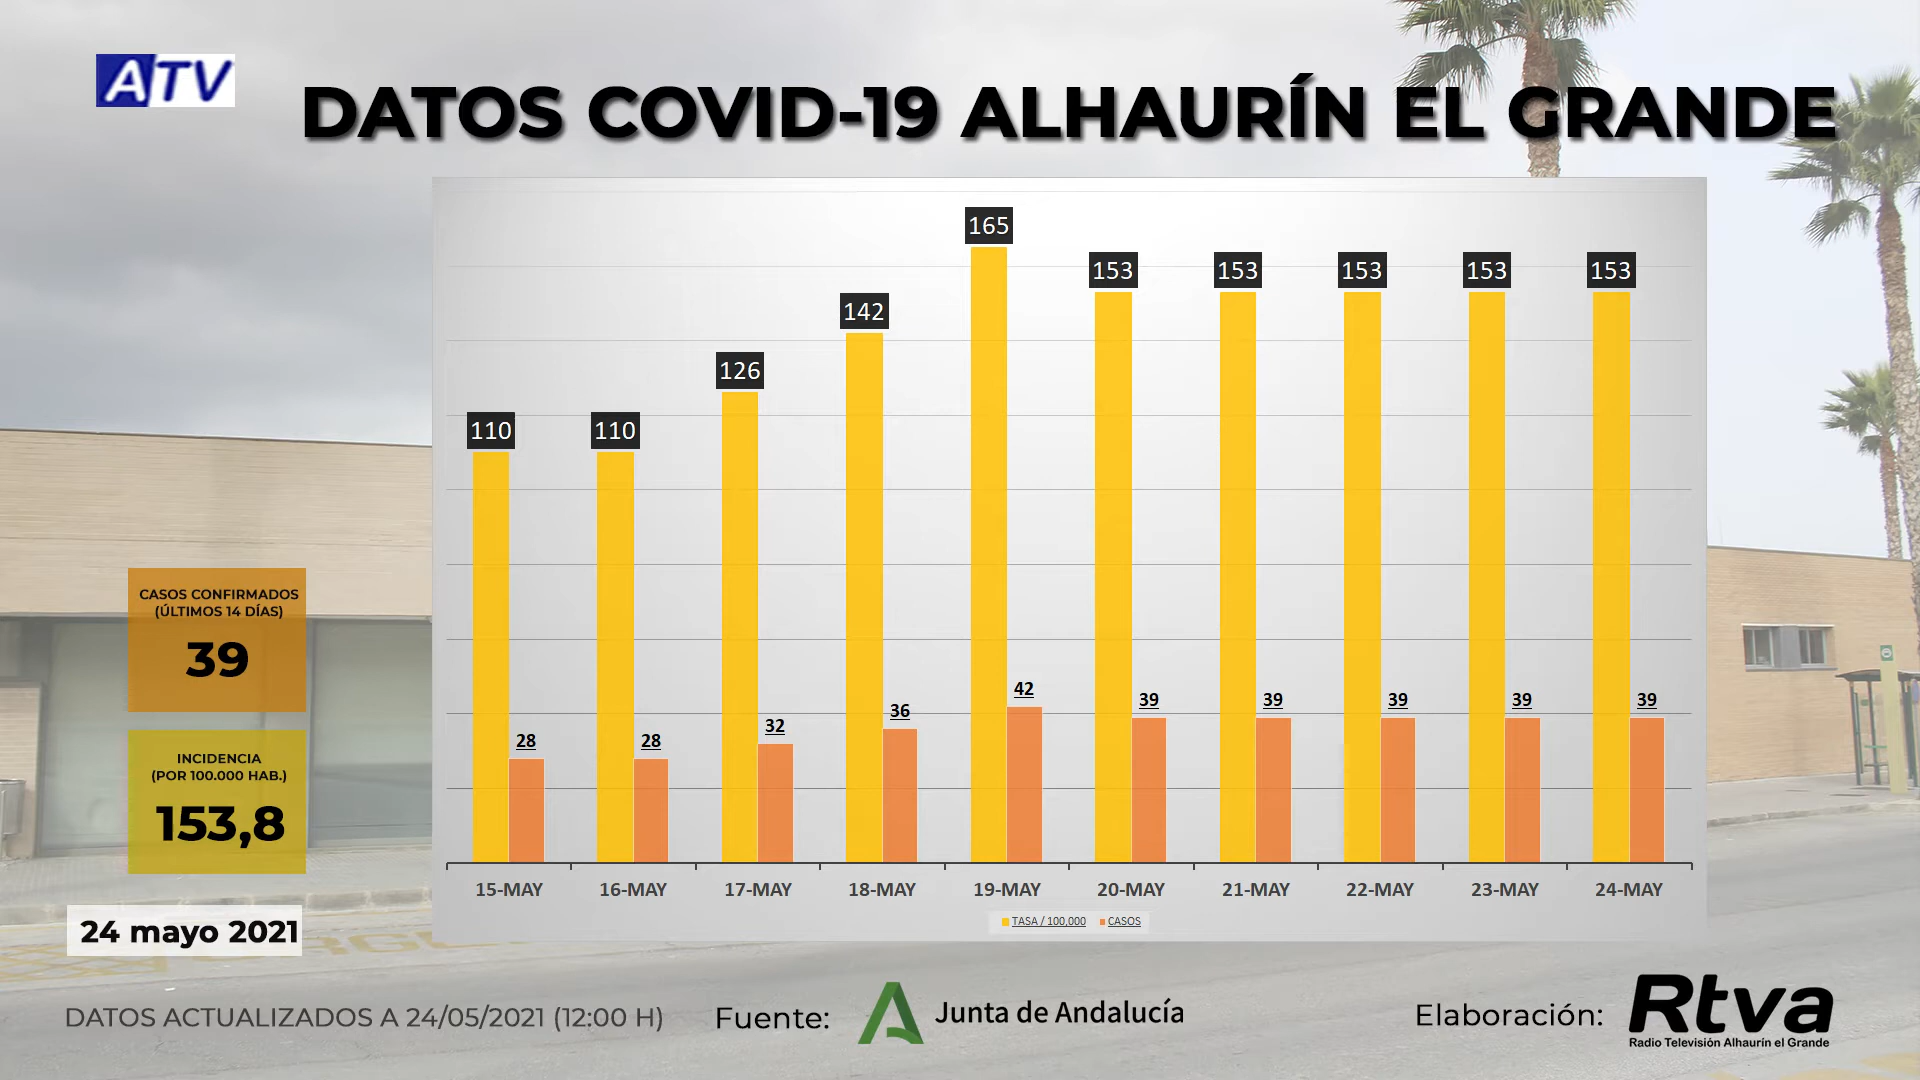 ATV
DATOS COVID-19 ALHAURÍN EL GRANDE
165
153 153 153 153 153
142
126
110 110
42
39 39 39 39 39
36
32
28 28
15-MAY 16-MAY 17-MAY 18-MAY 19-MAY 20-MAY 21-MAY 22-MAY 23-MAY 24-MAY
TASA / 100,000 CASOS
CASOS CONFIRMADOS
(ÚLTIMOS 14 DÍAS)
39
INCIDENCIA
(POR 100.000 HAB.)
153,8
24 mayo 2021
DATOS ACTUALIZADOS A 24/05/2021 (12:00 H)
Fuente:
Junta de Andalucía
Elaboración:
Rtva
Radio Televisión Alhaurín el Grande